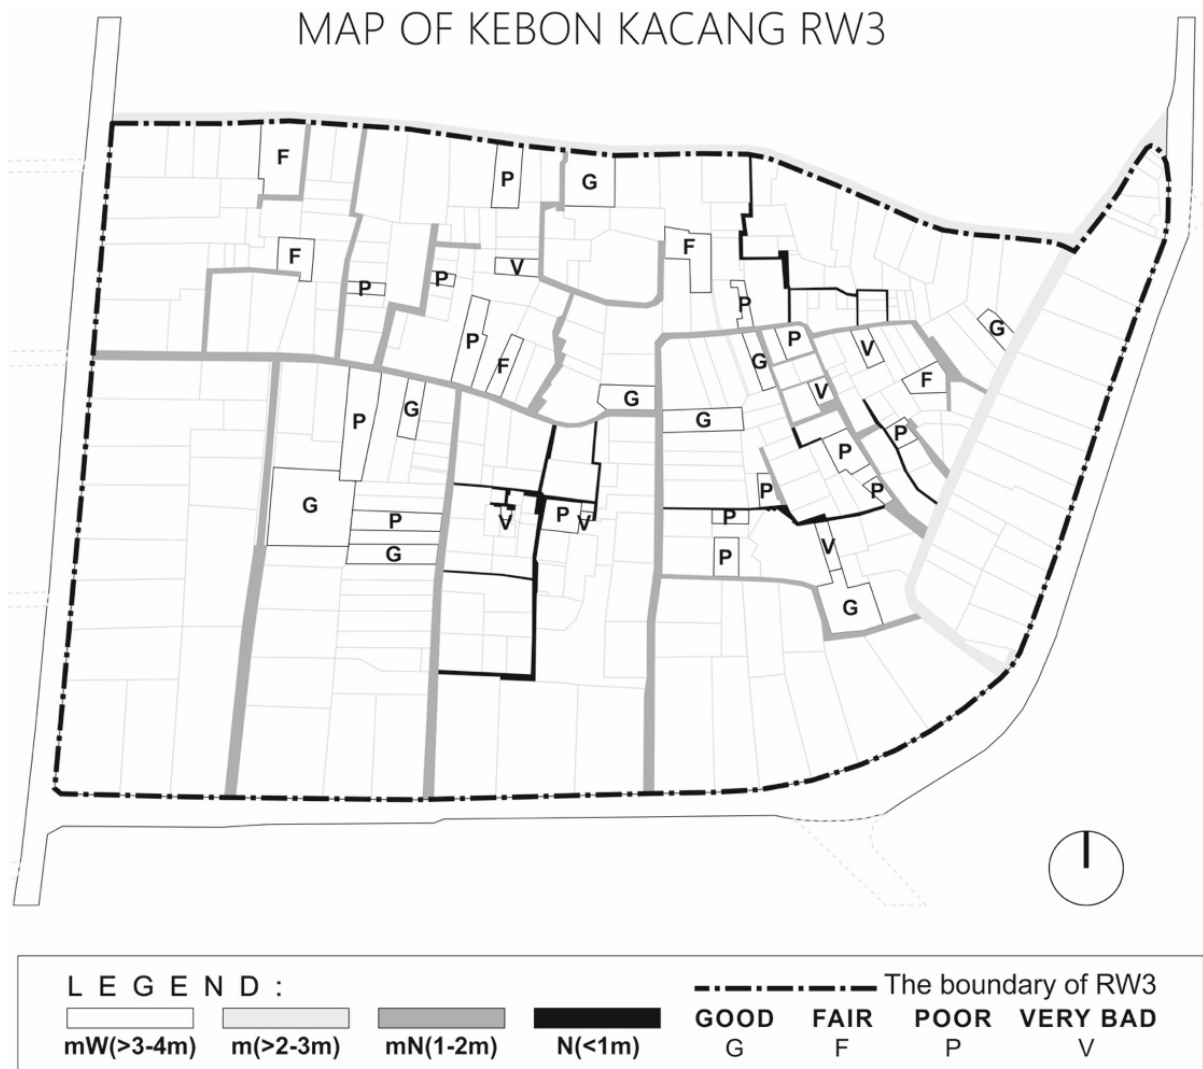 MAP OF KEBON KACANG RW3
F
P
G
F
F
V
P
P
P
G
P
P
V
F
G
F
G
V
P
G
G
P
P
G
P
P
G
P
V
P
V
P
P
G
P
V
G
L E G E N D :
The boundary of RW3
GOOD FAIR POOR VERY BAD
mW(>3-4m) m(>2-3m) mN(1-2m) N(<1m) G F P V